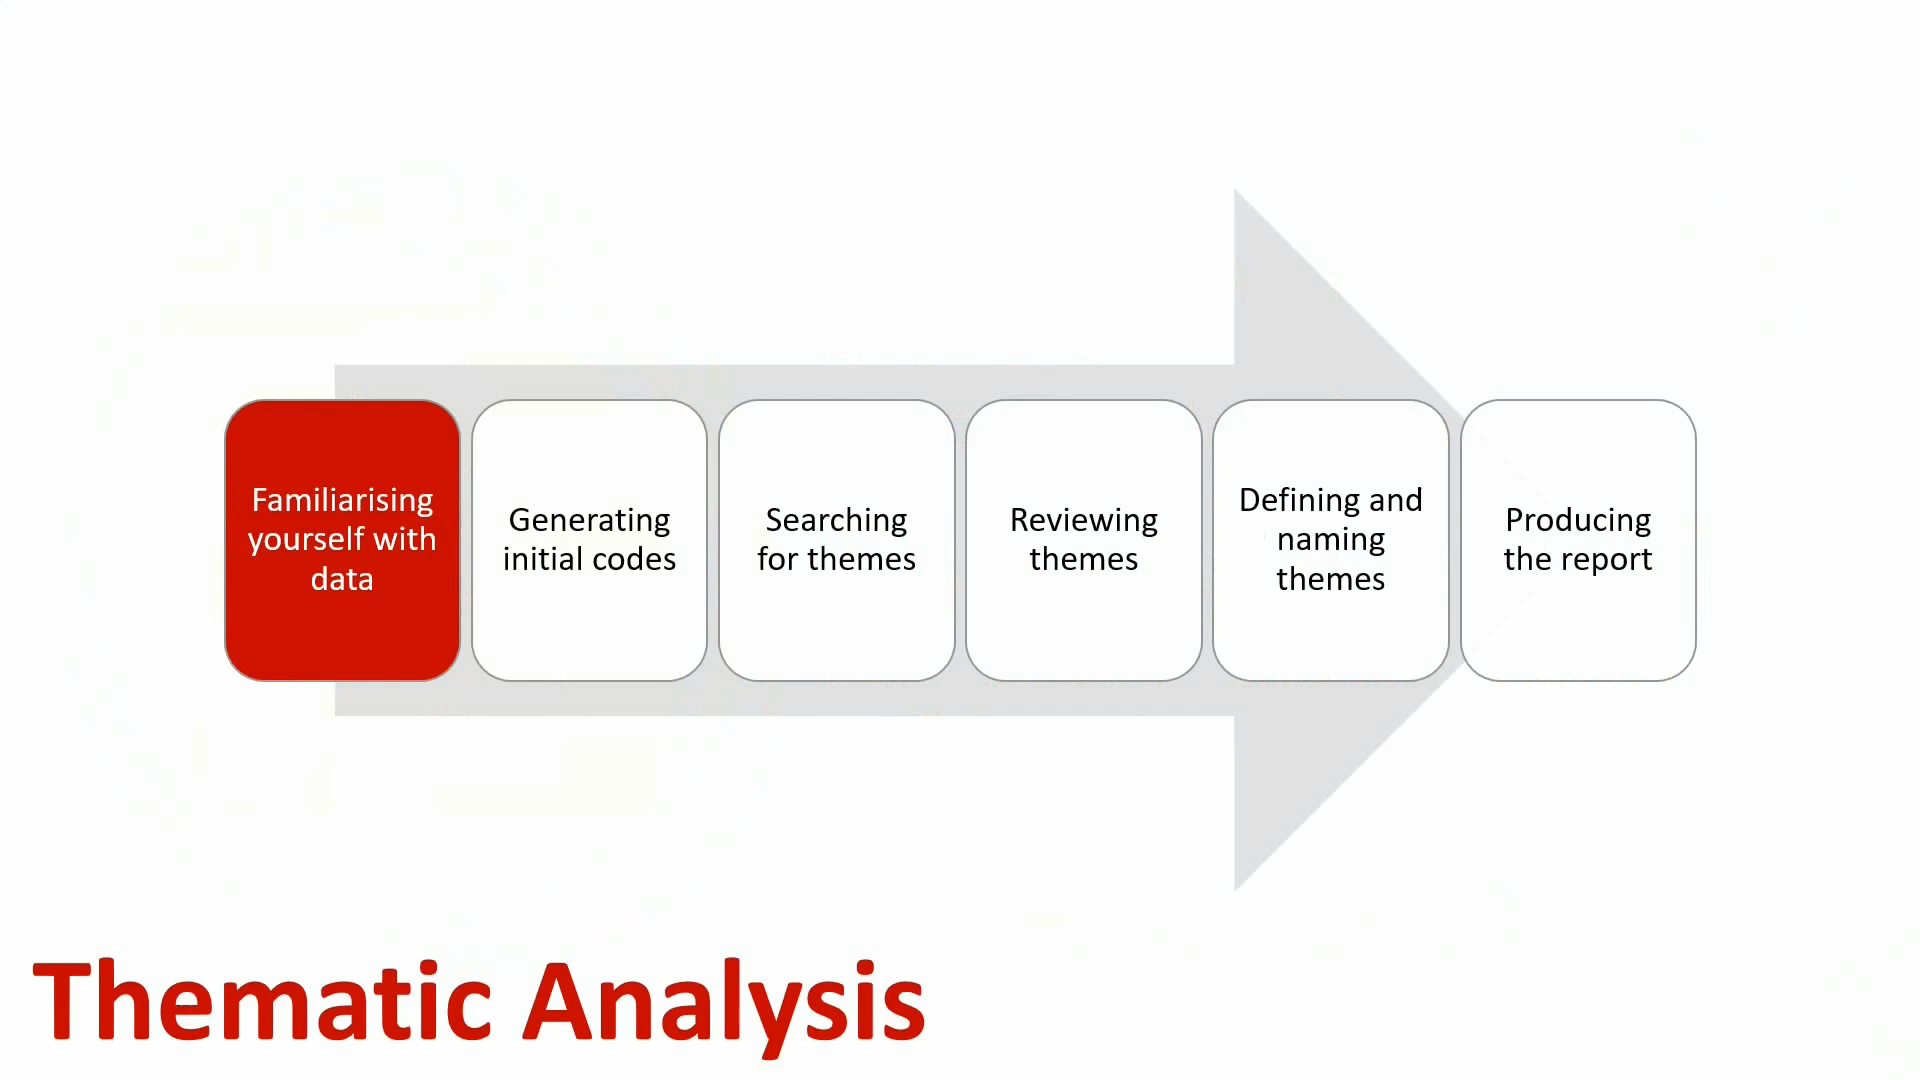 Familiarising
yourself with
data
Generating
initial codes
Searching
for themes
Reviewing
themes
Defining and
naming
themes
Producing
the report
Thematic Analysis